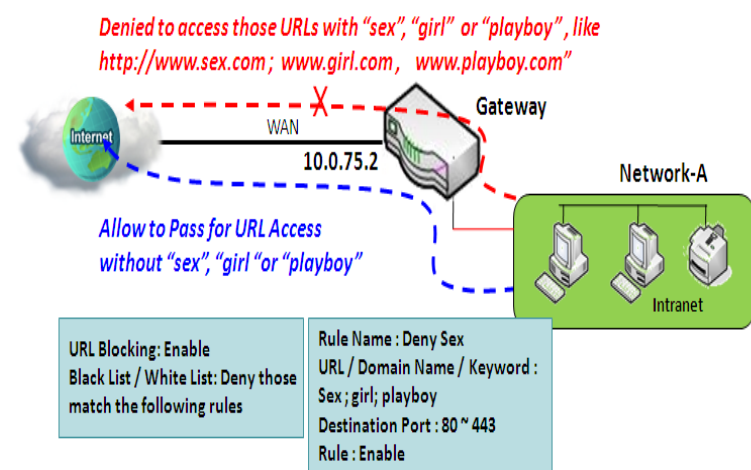 Denied to access those URLs with “sex”, “girl” or “playboy” , like
http://www.sex.com ; www.girl.com ,  www.playboy.com”
Gateway
Internet
WAN
10.0.75.2
Network-A
Allow to Pass for URL Access
without “sex”, “girl “or “playboy”
Intranet
URL Blocking: Enable
Black List / White List: Deny those
match the following rules
Rule Name : Deny Sex
URL / Domain Name / Keyword :
Sex ; girl; playboy
Destination Port : 80 ~ 443
Rule : Enable